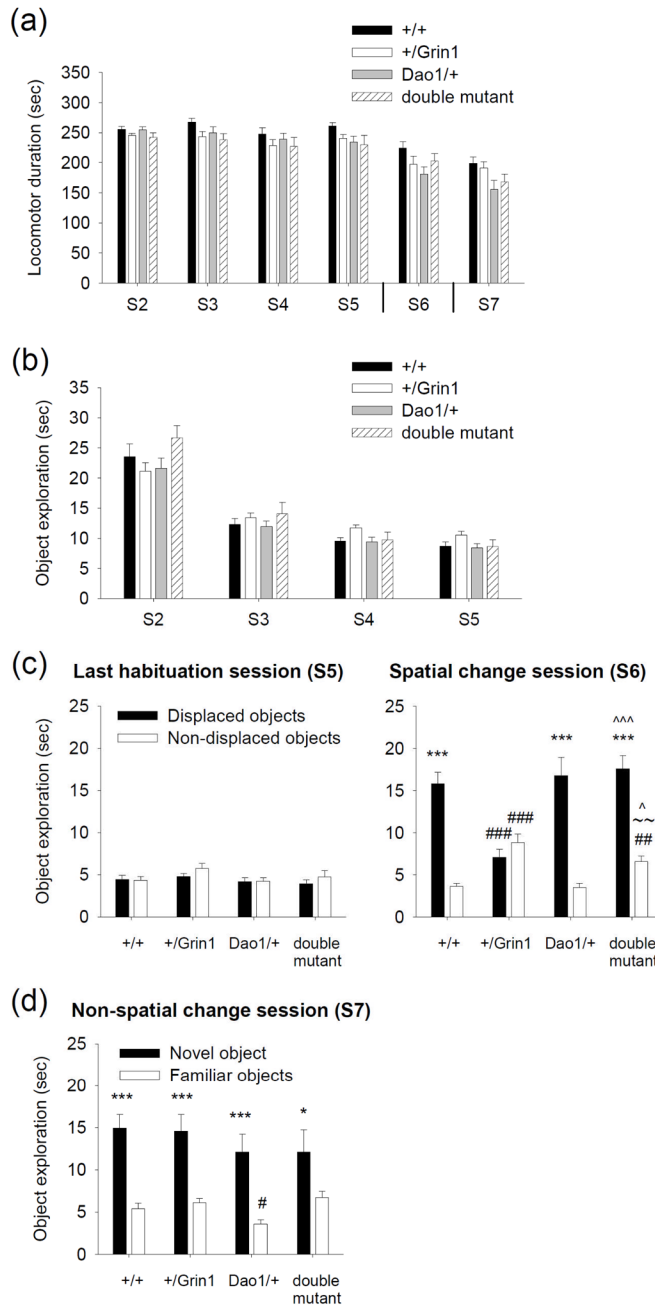 (a)
+/+
+/Grin1
Dao1/+
double mutant
Locomotor duration (sec)
350
300
250
200
150
100
50
0
S2 S3 S4 S5 S6 S7
(b)
+/+
+/Grin1
Dao1/+
double mutant
Object exploration (sec)
35
30
25
20
15
10
5
0
S2 S3 S4 S5
(c)
Last habituation session (S5)
Object exploration (sec)
25
20
15
10
5
0
Displaced objects
Non-displaced objects
+/+ +/Grin1 Dao1/+ double
mutant
Spatial change session (S6)
25
20
15
10
5
0
^^^
*** *** ***
^
~~
### ### ##
+/+ +/Grin1 Dao1/+ double
mutant
(d)
Non-spatial change session (S7)
Object exploration (sec)
25
20
15
10
5
0
Novel object
Familiar objects
*** *** *** *
#
+/+ +/Grin1 Dao1/+ double
mutant